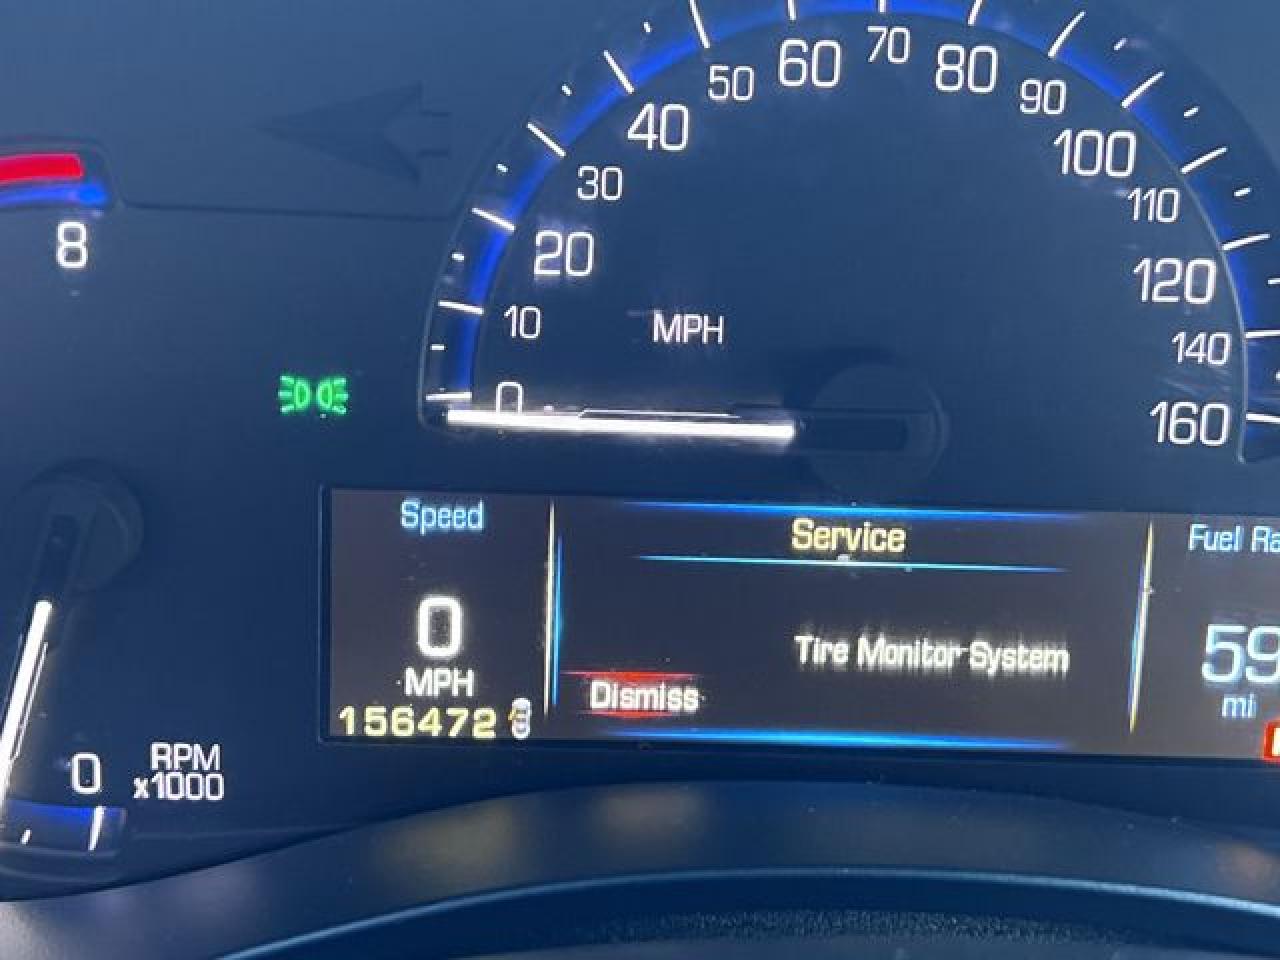 50 60 70 80 90
40 100
30 110
20 120
10 140
0 160
MPH
8
0
RPM
x1000
Speed
0
MPH
156472
Service
Tire Monitor System
Dismiss
Fuel
mi